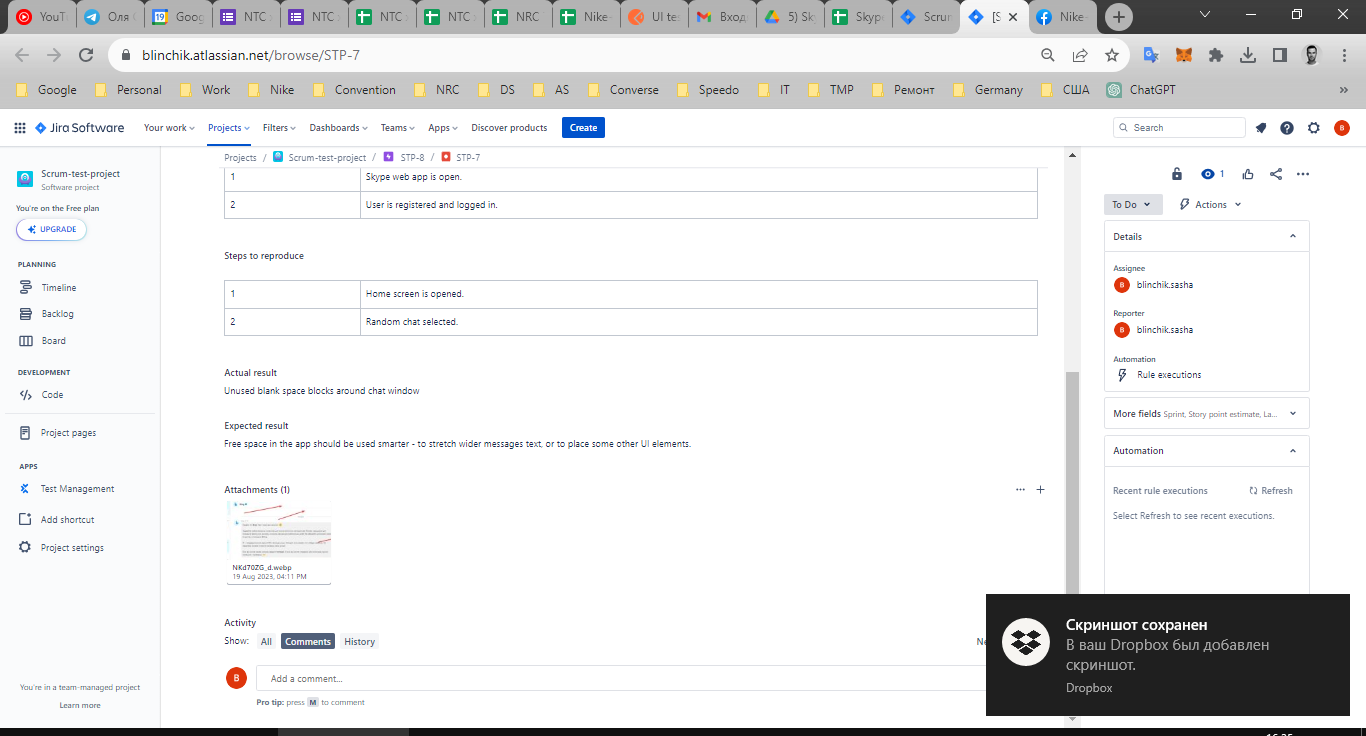 YouT
Оля
Goog
NTC
NTC
NTC
NTC
NRC
Nike
UI te
Вход
5) Sk
Skyp
Scrun
[S
Nike-
blinchik.atlassian.net/browse/STP-7
Google
Personal
Work
Nike
Convention
NRC
DS
AS
Converse
Speedo
IT
TMP
Ремонт
Germany
США
ChatGPT
»
Jira Software
Your work
Projects
Filters
Dashboards
Teams
Apps
Discover products
Create
Search
B
Scrum-test-project
Software project
You're on the Free plan
UPGRADE
PLANNING
Timeline
Backlog
Board
DEVELOPMENT
Code
Project pages
APPS
Test Management
Add shortcut
Project settings
You're in a team-managed project
Learn more
Projects / Scrum-test-project / STP-8 / STP-7
1 Skype web app is open.
2 User is registered and logged in.
Steps to reproduce
1 Home screen is opened.
2 Random chat selected.
Actual result
Unused blank space blocks around chat window
Expected result
Free space in the app should be used smarter - to stretch wider messages text, or to place some other UI elements.
Attachments (1)
NKd70ZG_d.webp
19 Aug 2023, 04:11 PM
Activity
Show: All Comments History
Ne
B
Add a comment...
Pro tip: press M to comment
1
To Do
Actions
Details
Assignee
B blinchik.sasha
Reporter
B blinchik.sasha
Automation
Rule executions
More fields Sprint, Story point estimate, La...
Automation
Recent rule executions Refresh
Select Refresh to see recent executions.
Скриншот сохранен
В ваш Dropbox был добавлен
скриншот.
Dropbox